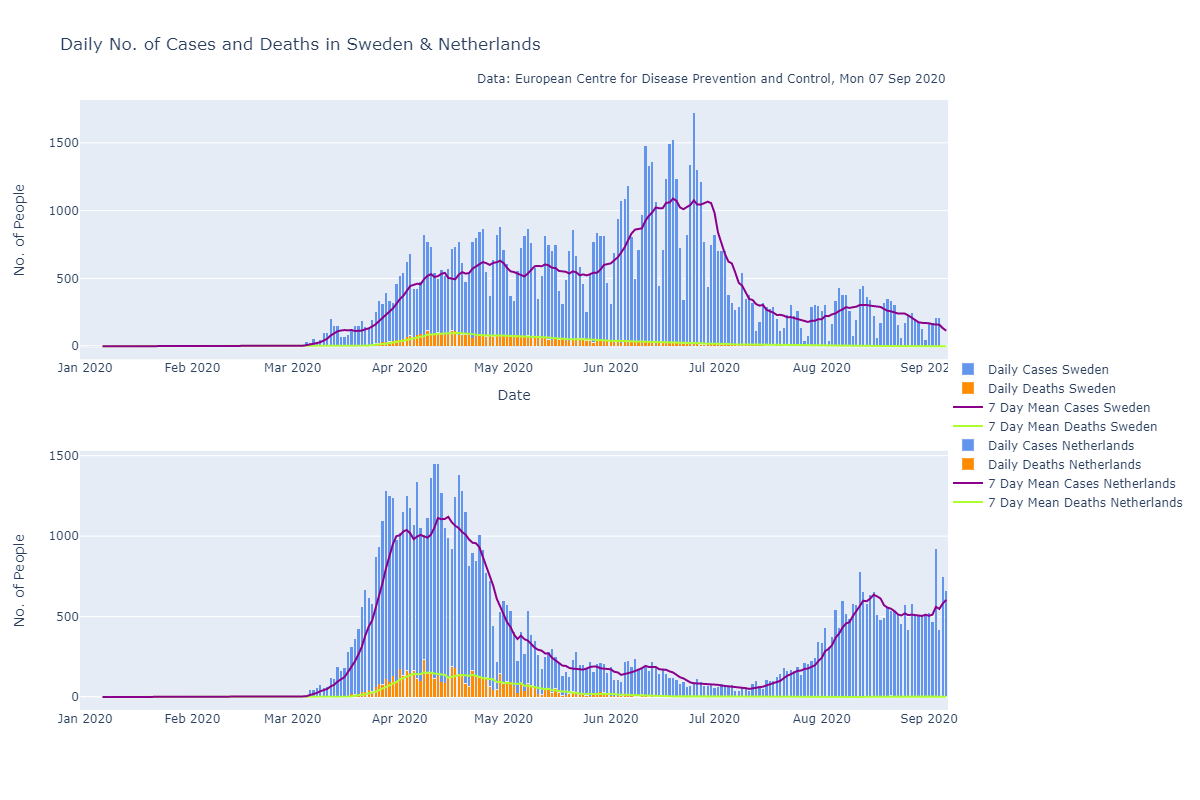 Daily No. of Cases and Deaths in Sweden & Netherlands
Data: European Centre for Disease Prevention and Control, Mon 07 Sep 2020
No. of People
1500
1000
500
0
Jan 2020 Feb 2020 Mar 2020 Apr 2020 May 2020 Jun 2020 Jul 2020 Aug 2020 Sep 2020
Date
Daily Cases Sweden
Daily Deaths Sweden
7 Day Mean Cases Sweden
7 Day Mean Deaths Sweden
Daily Cases Netherlands
Daily Deaths Netherlands
7 Day Mean Cases Netherlands
7 Day Mean Deaths Netherlands
No. of People
1500
1000
500
0
Jan 2020 Feb 2020 Mar 2020 Apr 2020 May 2020 Jun 2020 Jul 2020 Aug 2020 Sep 2020